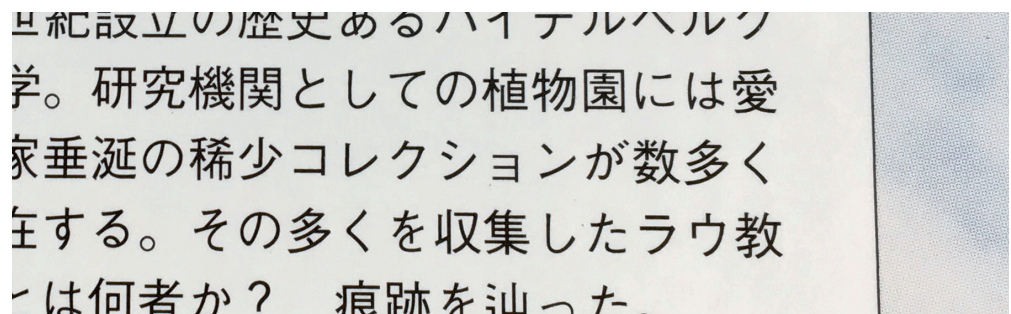 世紀設立の歴史あるハイデルベルク
学。研究機関としての植物園には愛
家垂涎の稀少コレクションが数多く
在する。その多くを収集したラウ教
とは何者か？　痕跡を辿った。